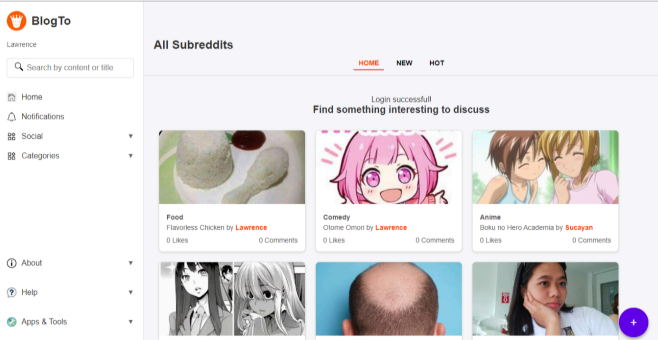 BlogTo
Lawrence
Search by content or title
Home
Notifications
Social
Categories
About
Help
Apps & Tools
All Subreddits
HOME NEW HOT
Login successful!
Find something interesting to discuss
Food
Flavorless Chicken by Lawrence
0 Likes 0 Comments
Comedy
Otome Omori by Lawrence
0 Likes 0 Comments
Anime
Boku no Hero Academia by Sucayan
0 Likes 0 Comments
+